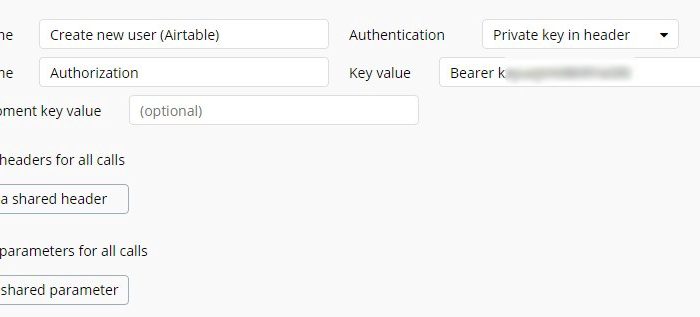 me Create new user (Airtable) Authentication Private key in header
me Authorization Key value Bearer k
pment key value (optional)
headers for all calls
a shared header
parameters for all calls
shared parameter